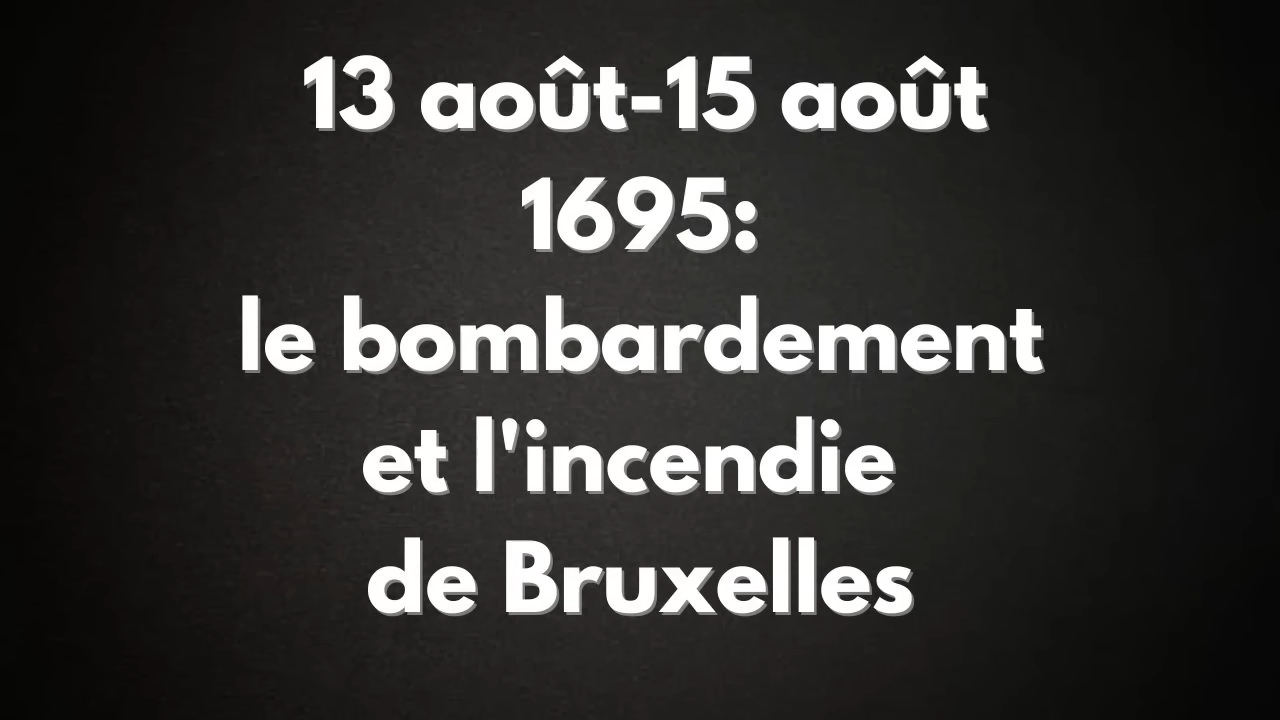 13 août-15 août
1695:
le bombardement
et l'incendie
de Bruxelles